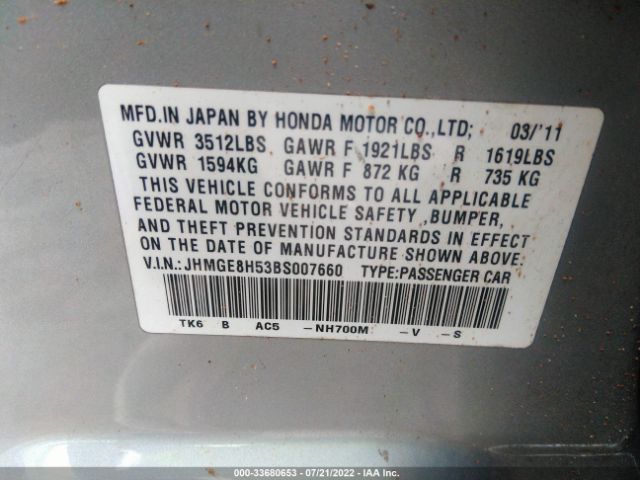 MFD.IN JAPAN BY HONDA MOTOR CO.,LTD; 03/'11
GVWR 3512LBS GAWR F 1921LBS R 1619LBS
GVWR 1594KG GAWR F 872 KG R 735 KG
THIS VEHICLE CONFORMS TO ALL APPLICABLE
FEDERAL MOTOR VEHICLE SAFETY ,BUMPER,
AND THEFT PREVENTION STANDARDS IN EFFECT
ON THE DATE OF MANUFACTURE SHOWN ABOVE.
V.I.N.:JHMGE8H53BS007660 TYPE:PASSENGER CAR
TK6 B AC5 -NH700M -V -S
000-33680653 - 07/21/2022 - IAA Inc.